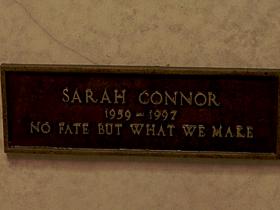 SARAH CONNOR
1959 - 1997
NO FATE BUT WHAT WE MAKE